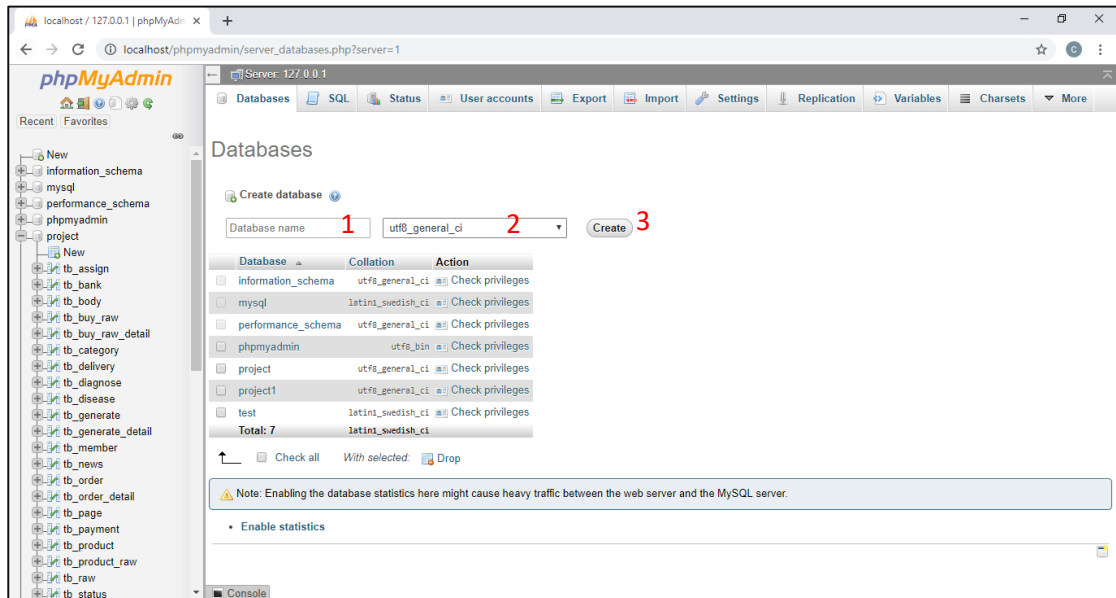 localhost / 127.0.0.1 | phpMyAdm
localhost/phpmyadmin/server_databases.php?server=1
C
phpMyAdmin
Recent Favorites
New
information_schema
mysql
performance_schema
phpmyadmin
project
New
tb_assign
tb_bank
tb_body
tb_buy_raw
tb_buy_raw_detail
tb_category
tb_delivery
tb_diagnose
tb_disease
tb_generate
tb_generate_detail
tb_member
tb_news
tb_order
tb_order_detail
tb_page
tb_payment
tb_product
tb_product_raw
tb_raw
tb_status
Server: 127.0.0.1
Databases SQL Status User accounts Export Import Settings Replication Variables Charsets More
Databases
Create database
Database name 1 utf8_general_ci 2 Create 3
Database Collation Action
information_schema utf8_general_ci Check privileges
mysql latin1_swedish_ci Check privileges
performance_schema utf8_general_ci Check privileges
phpmyadmin utf8_bin Check privileges
project utf8_general_ci Check privileges
project1 utf8_general_ci Check privileges
test latin1_swedish_ci Check privileges
Total: 7 latin1_swedish_ci
Check all With selected: Drop
Note: Enabling the database statistics here might cause heavy traffic between the web server and the MySQL server.
• Enable statistics
Console